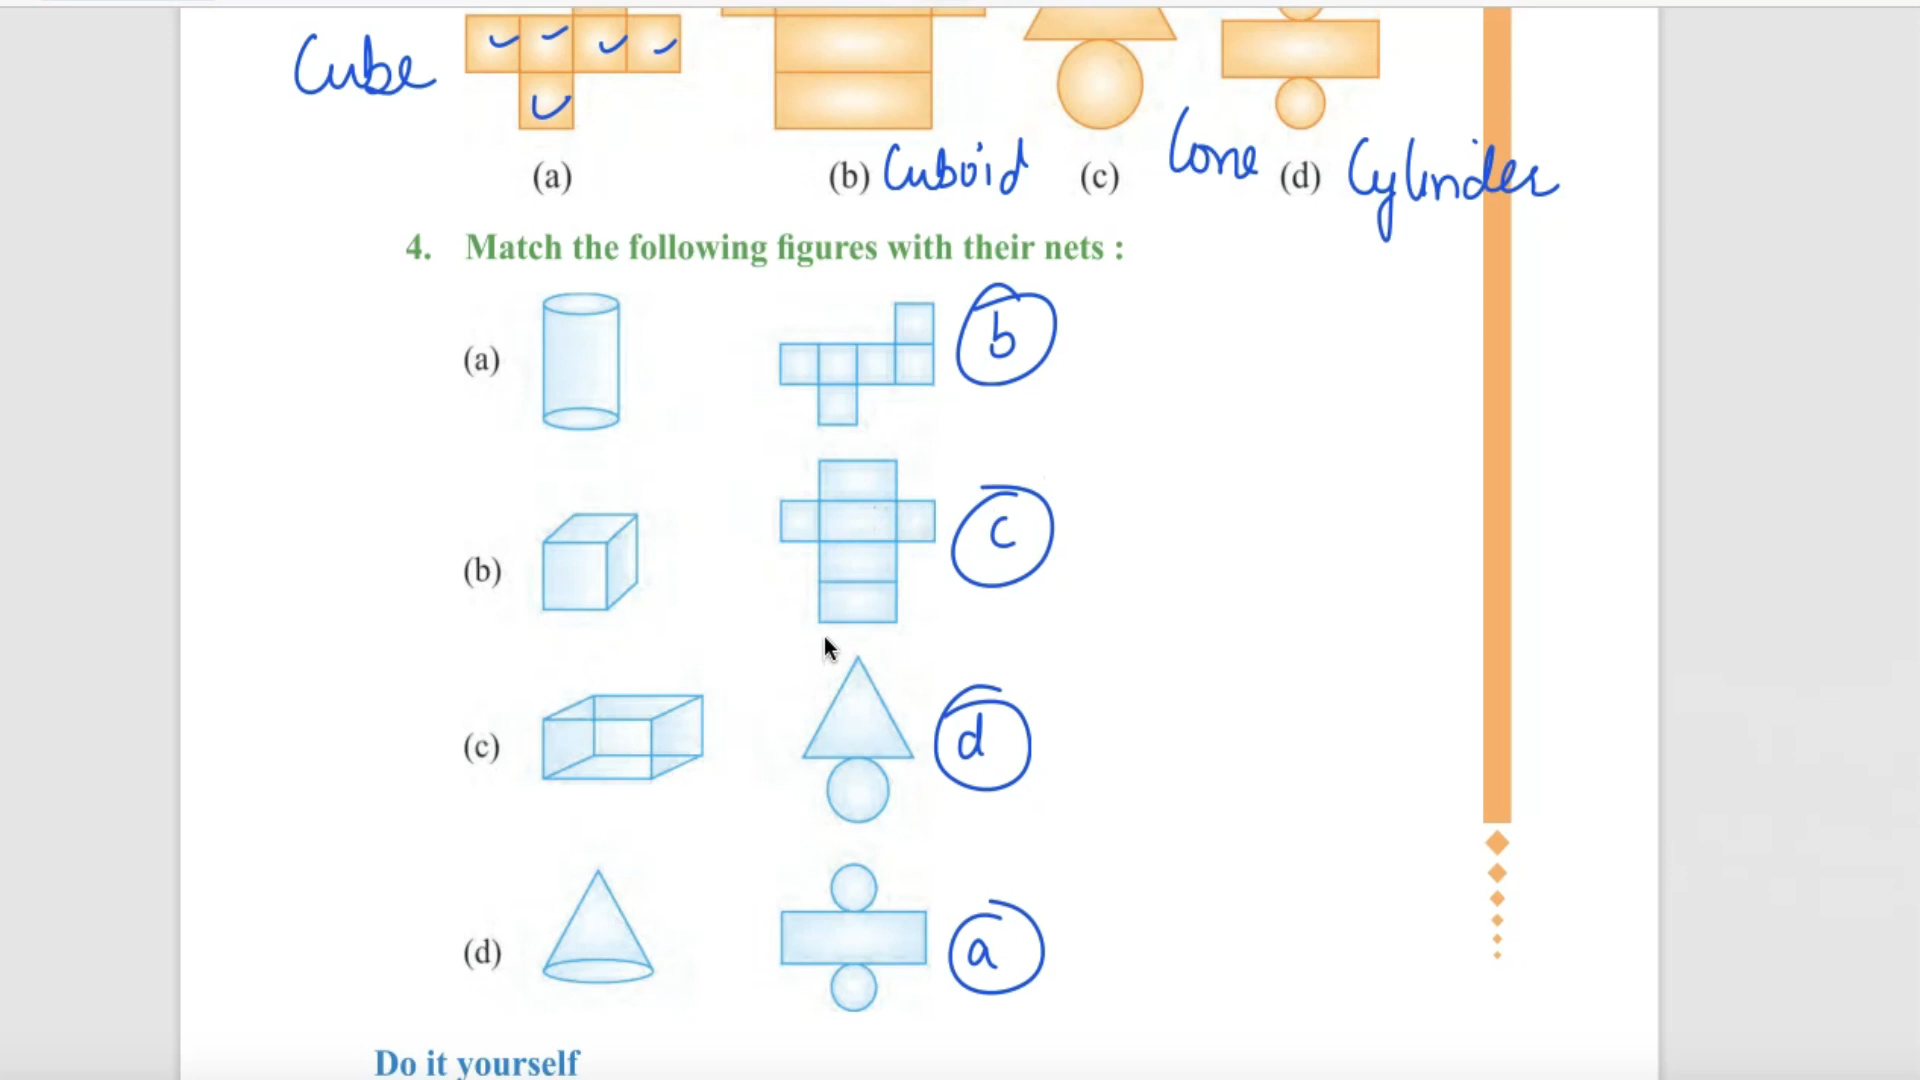 Cube
(a) (b) Cuboid (c) Cone (d) Cylinder
4. Match the following figures with their nets :
(a) b
(b) c
(c) d
(d) a
Do it yourself